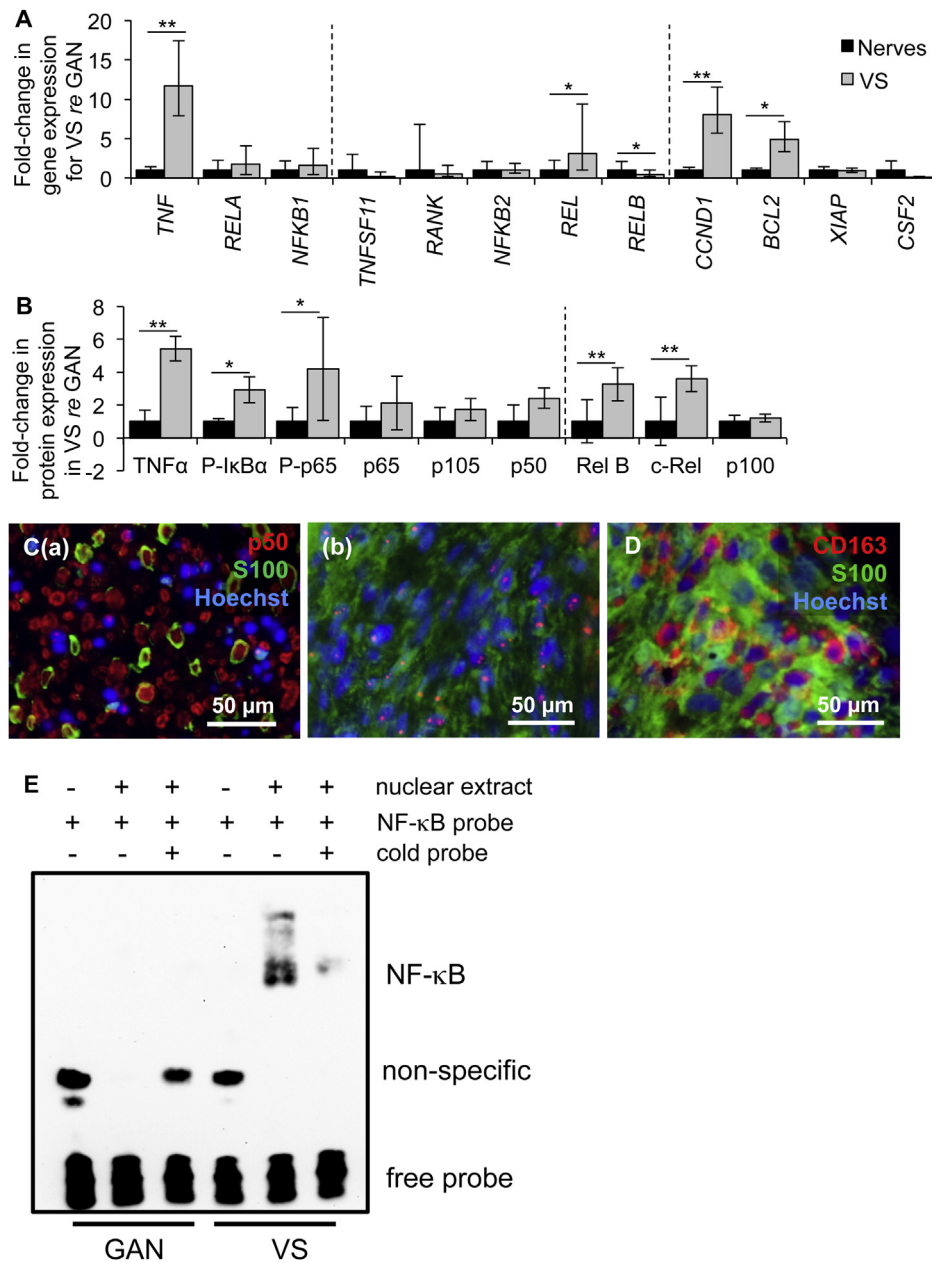 A
Fold-change in
gene expression
for VS re GAN
20
15
10
5
0
** * * ** *
Nerves
VS
TNF RELA NFKB1 TNFSF11 RANK NFKB2 REL RELB CCND1 BCL2 XIAP CSF2
B
Fold-change in
protein expression
in VS re GAN
8
6
4
2
0
-2
** * * ** **
TNFα P-IκBα P-p65 p65 p105 p50 Rel B c-Rel p100
C(a) p50
S100
Hoechst
50 µm
(b)
50 µm
D CD163
S100
Hoechst
50 µm
E - + + - + + nuclear extract
+ + + + + + NF-κB probe
- - + - - + cold probe
NF-κB
non-specific
free probe
GAN VS